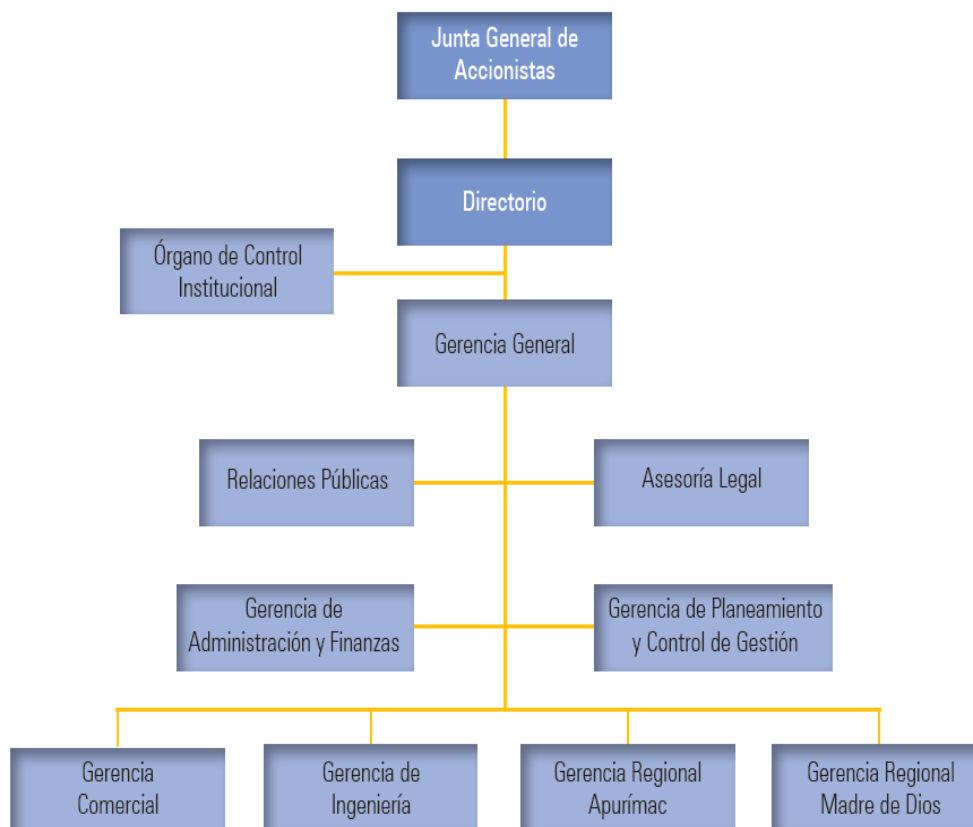 Junta General de
Accionistas
Directorio
Órgano de Control
Institucional
Gerencia General
Relaciones Públicas
Asesoría Legal
Gerencia de
Administración y Finanzas
Gerencia de Planeamiento
y Control de Gestión
Gerencia
Comercial
Gerencia de
Ingeniería
Gerencia Regional
Apurímac
Gerencia Regional
Madre de Dios